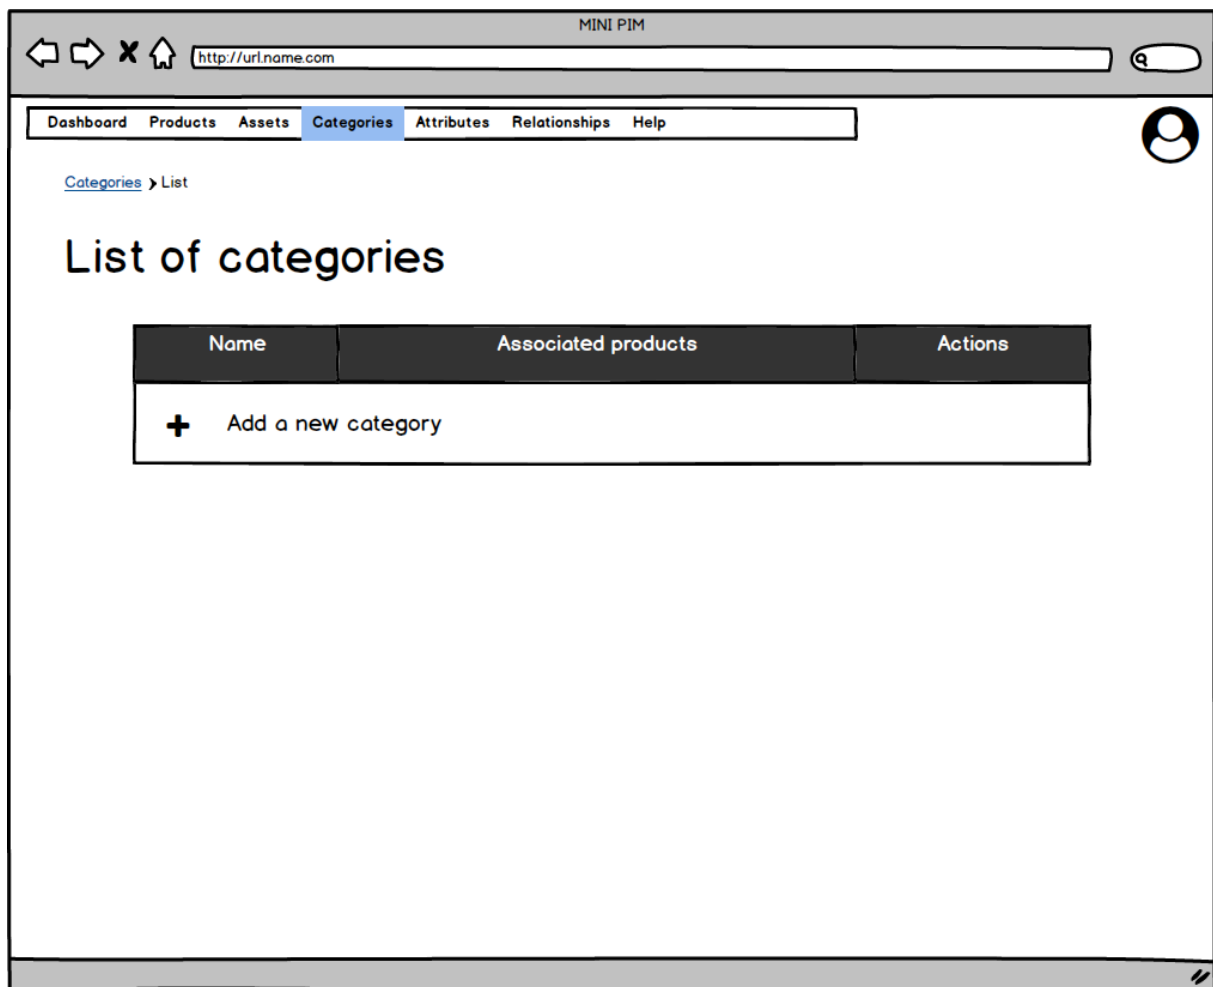 MINI PIM
http://url.name.com
Dashboard Products Assets Categories Attributes Relationships Help
Categories > List
List of categories
Name Associated products Actions
+ Add a new category